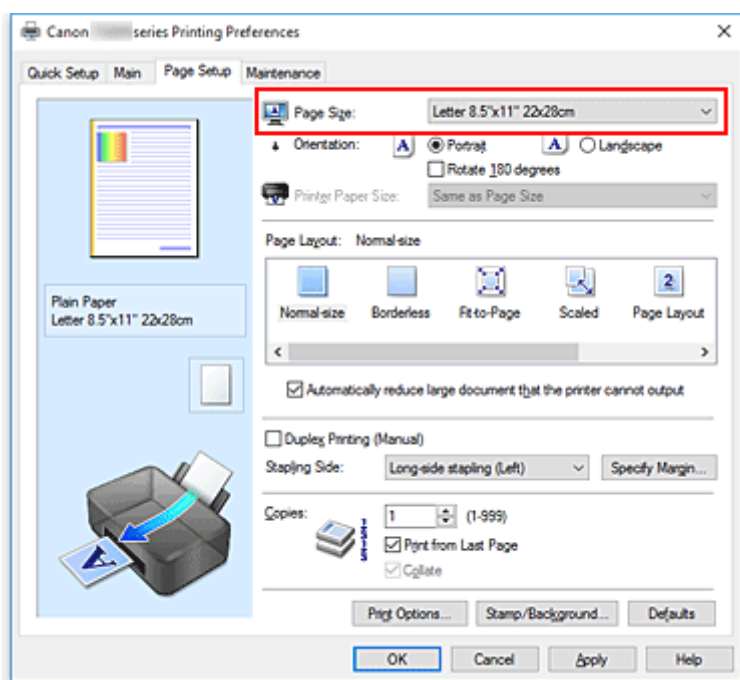 Canon series Printing Preferences
Quick Setup Main Page Setup Maintenance
Page Size: Letter 8.5"x11" 22x28cm
Orientation: A Portrait A Landscape
Rotate 180 degrees
Printer Paper Size: Same as Page Size
Page Layout: Normal-size
2
Normal-size Borderless Fit-to-Page Scaled Page Layout
Plain Paper
Letter 8.5"x11" 22x28cm
Automatically reduce large document that the printer cannot output
Duplex Printing (Manual)
Stapling Side: Long-side stapling (Left) Specify Margin...
Copies: 1 (1-999)
Print from Last Page
Collate
A
Print Options... Stamp/Background... Defaults
OK Cancel Apply Help